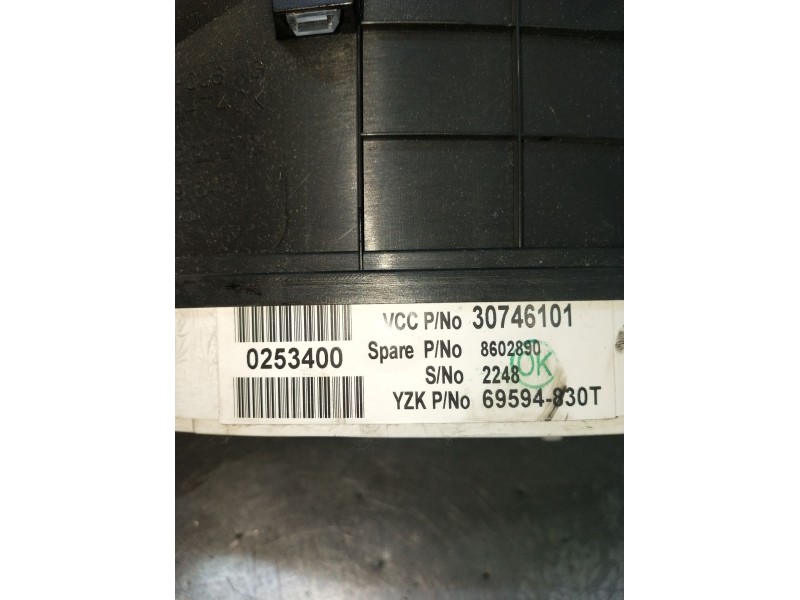 VCC P/No 30746101
0253400
Spare P/No 8602890
OK
S/No 2248
YZK P/No 69594-830T